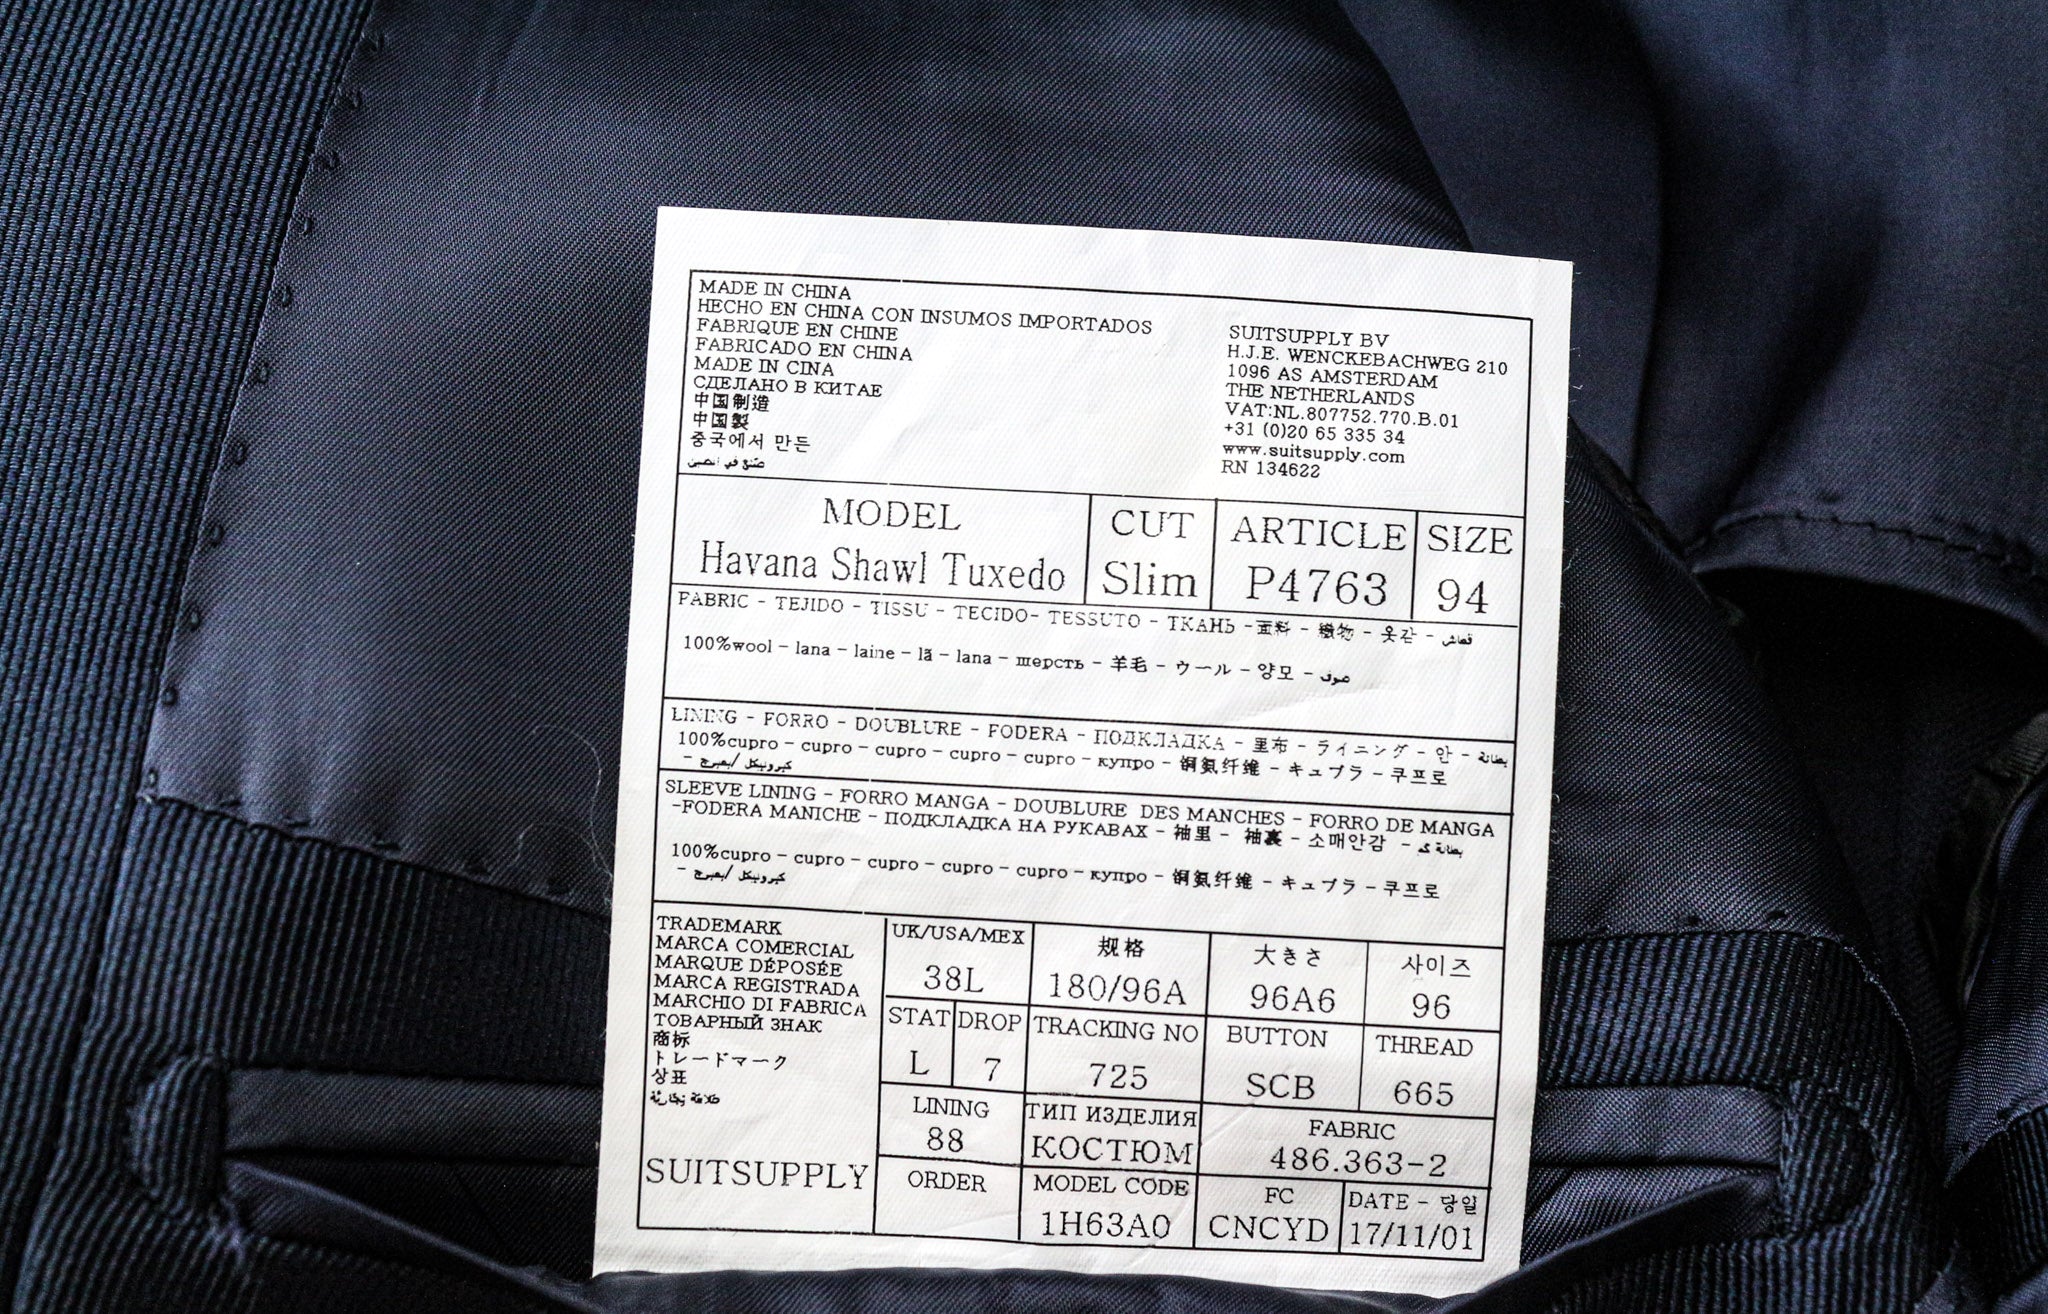 MADE IN CHINA
HECHO EN CHINA CON INSUMOS IMPORTADOS
FABRIQUE EN CHINE
FABRICADO EN CHINA
MADE IN CINA
СДЕЛАНО В КИТАЕ
中国制造
中国製
중국에서 만든
صنع في الصين
SUITSUPPLY BV
H.J.E. WENCKEBACHWEG 210
1096 AS AMSTERDAM
THE NETHERLANDS
VAT:NL.807752.770.B.01
+31 (0)20 65 335 34
www.suitsupply.com
RN 134622
MODEL
Havana Shawl Tuxedo
CUT
Slim
ARTICLE
P4763
SIZE
94
FABRIC - TEJIDO - TISSU - TECIDO- TESSUTO - ТКАНЬ -面料 - 織物 - 옷감 - قماش
100%wool - lana - laine - lã - lana - шерсть - 羊毛 - ウール - 양모 - صوف
LINING - FORRO - DOUBLURE - FODERA - ПОДКЛАДКА - 里布 - ライニング - 안 - بطانة
100%cupro - cupro - cupro - cupro - cupro - купро - 铜氨纤维 - キュプラ - 쿠프로
-
SLEEVE LINING - FORRO MANGA - DOUBLURE DES MANCHES - FORRO DE MANGA
-FODERA MANICHE - ПОДКЛАДКА НА РУКАВАХ - 袖里 - 袖裏 - 소매안감 - بطانة كم
100%cupro - cupro - cupro - cupro - cupro - купро - 铜氨纤维 - キュプラ - 쿠프로
-
TRADEMARK
MARCA COMERCIAL
MARQUE DÉPOSÉE
MARCA REGISTRADA
MARCHIO DI FABRICA
ТОВАРНЫЙ ЗНАК
商标
トレードマーク
상표
علامة تجارية
SUITSUPPLY
UK/USA/MEX
38L
规格
180/96A
大きさ
96A6
사이즈
96
STAT
L
DROP
7
TRACKING NO
725
BUTTON
SCB
THREAD
665
LINING
88
ТИП ИЗДЕЛИЯ
КОСТЮМ
FABRIC
486.363-2
ORDER
MODEL CODE
1H63A0
FC
CNCYD
DATE - 당일
17/11/01